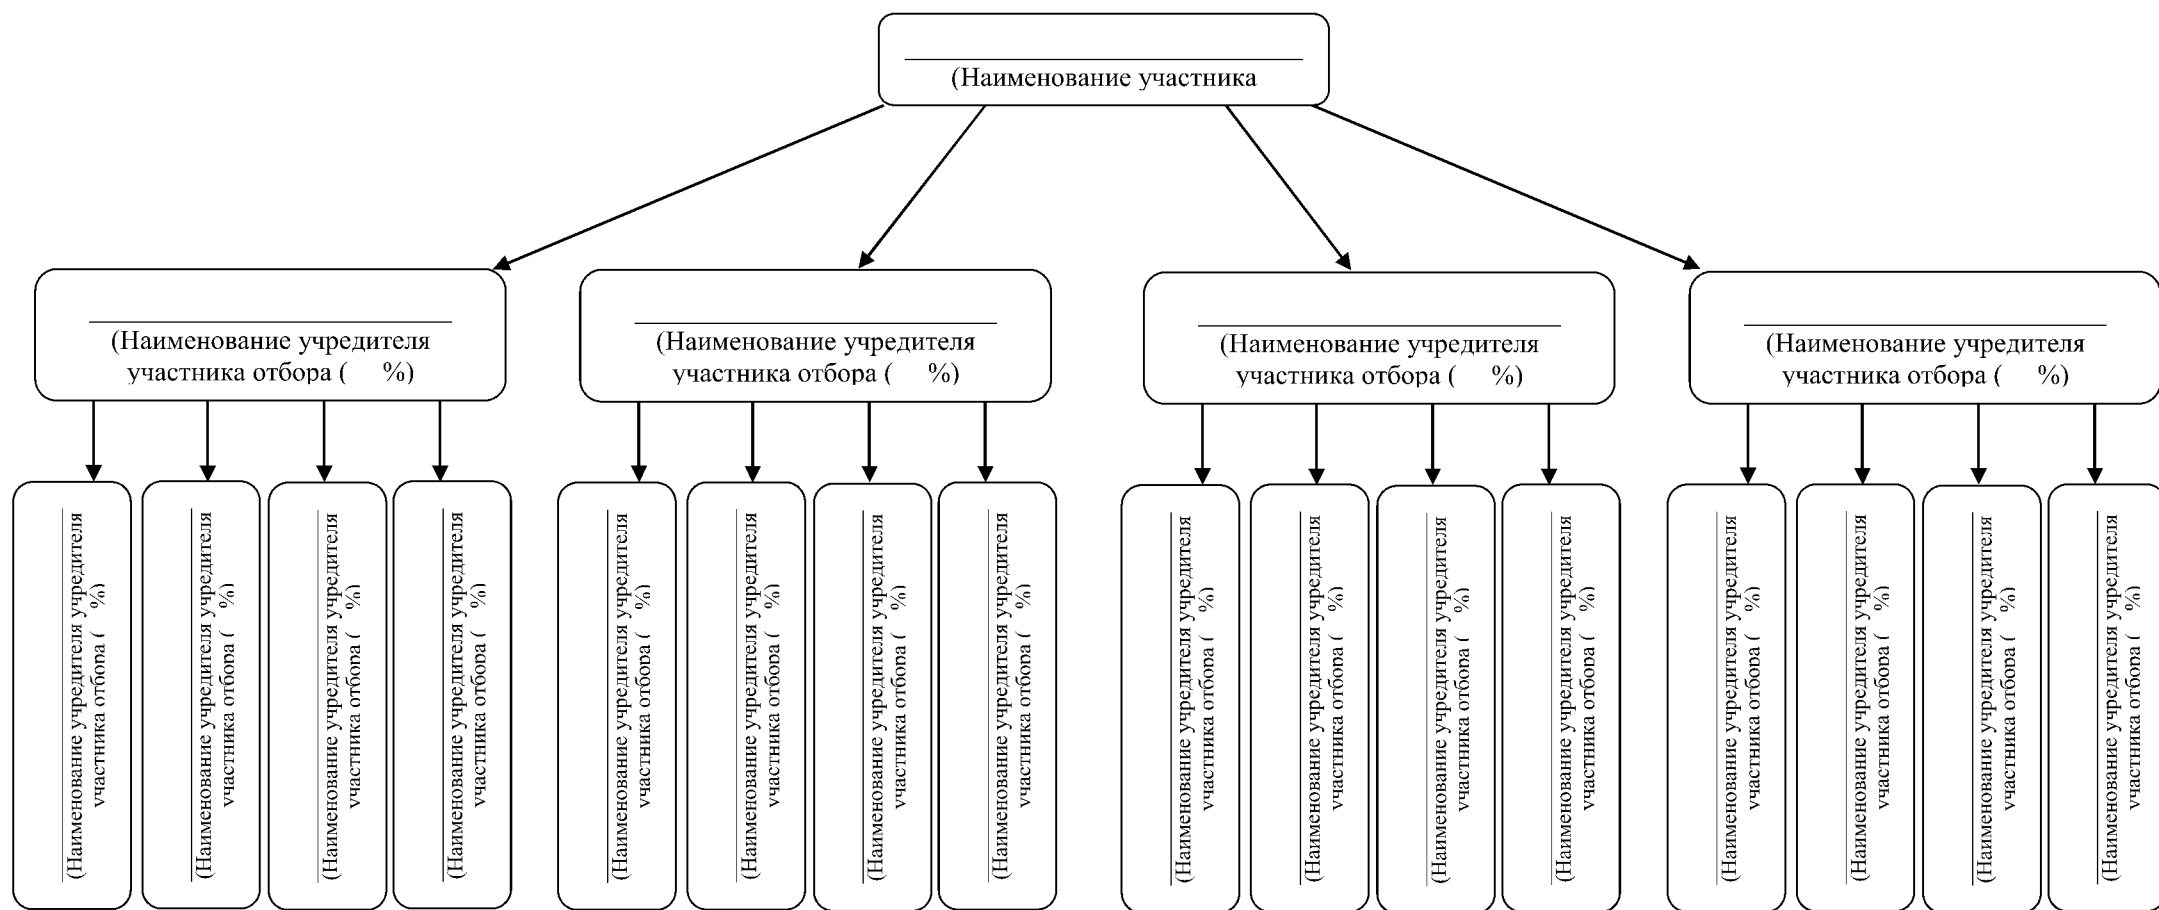 (Наименование участника
(Наименование учредителя
участника отбора ( %)
(Наименование учредителя
участника отбора ( %)
(Наименование учредителя
участника отбора ( %)
(Наименование учредителя
участника отбора ( %)
(Наименование учредителя учредителя
участника отбора ( %)
(Наименование учредителя учредителя
участника отбора ( %)
(Наименование учредителя учредителя
участника отбора ( %)
(Наименование учредителя учредителя
участника отбора ( %)
(Наименование учредителя учредителя
участника отбора ( %)
(Наименование учредителя учредителя
участника отбора ( %)
(Наименование учредителя учредителя
участника отбора ( %)
(Наименование учредителя учредителя
участника отбора ( %)
(Наименование учредителя учредителя
участника отбора ( %)
(Наименование учредителя учредителя
участника отбора ( %)
(Наименование учредителя учредителя
участника отбора ( %)
(Наименование учредителя учредителя
участника отбора ( %)
(Наименование учредителя учредителя
участника отбора ( %)
(Наименование учредителя учредителя
участника отбора ( %)
(Наименование учредителя учредителя
участника отбора ( %)
(Наименование учредителя учредителя
участника отбора ( %)